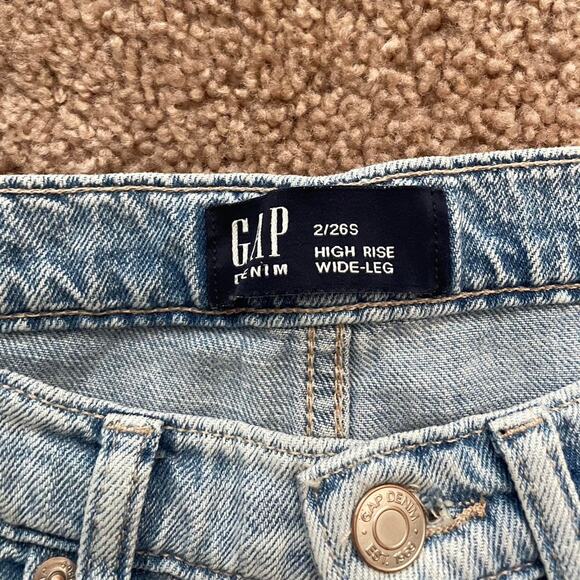 GAP
DENIM
2/26S
HIGH RISE
WIDE-LEG
GAP DENIM
EST. 1969